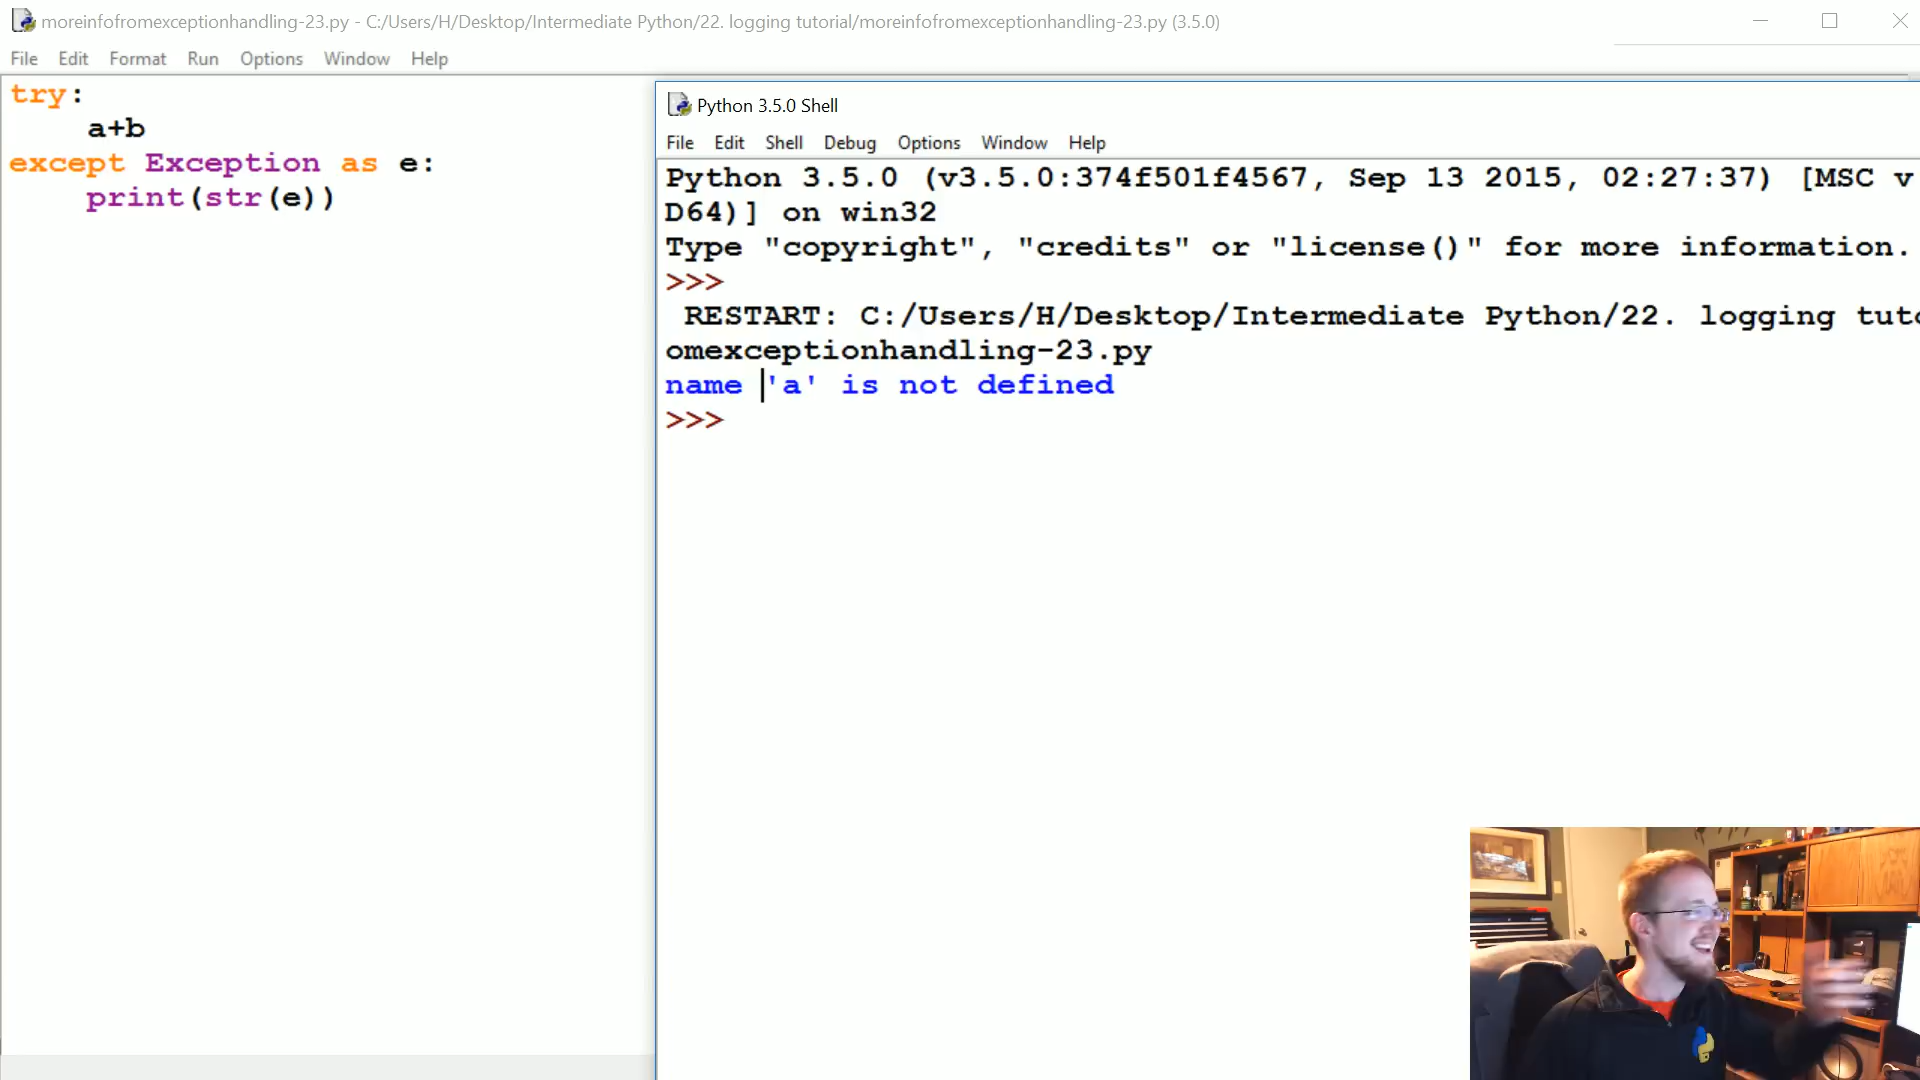 moreinfofromexceptionhandling-23.py - C:/Users/H/Desktop/Intermediate Python/22. logging tutorial/moreinfofromexceptionhandling-23.py (3.5.0)
File Edit Format Run Options Window Help
try:
    a+b
except Exception as e:
    print(str(e))
Python 3.5.0 Shell
File Edit Shell Debug Options Window Help
Python 3.5.0 (v3.5.0:374f501f4567, Sep 13 2015, 02:27:37) [MSC v
D64)] on win32
Type "copyright", "credits" or "license()" for more information.
>>>
 RESTART: C:/Users/H/Desktop/Intermediate Python/22. logging tuto
omexceptionhandling-23.py
name 'a' is not defined
>>>